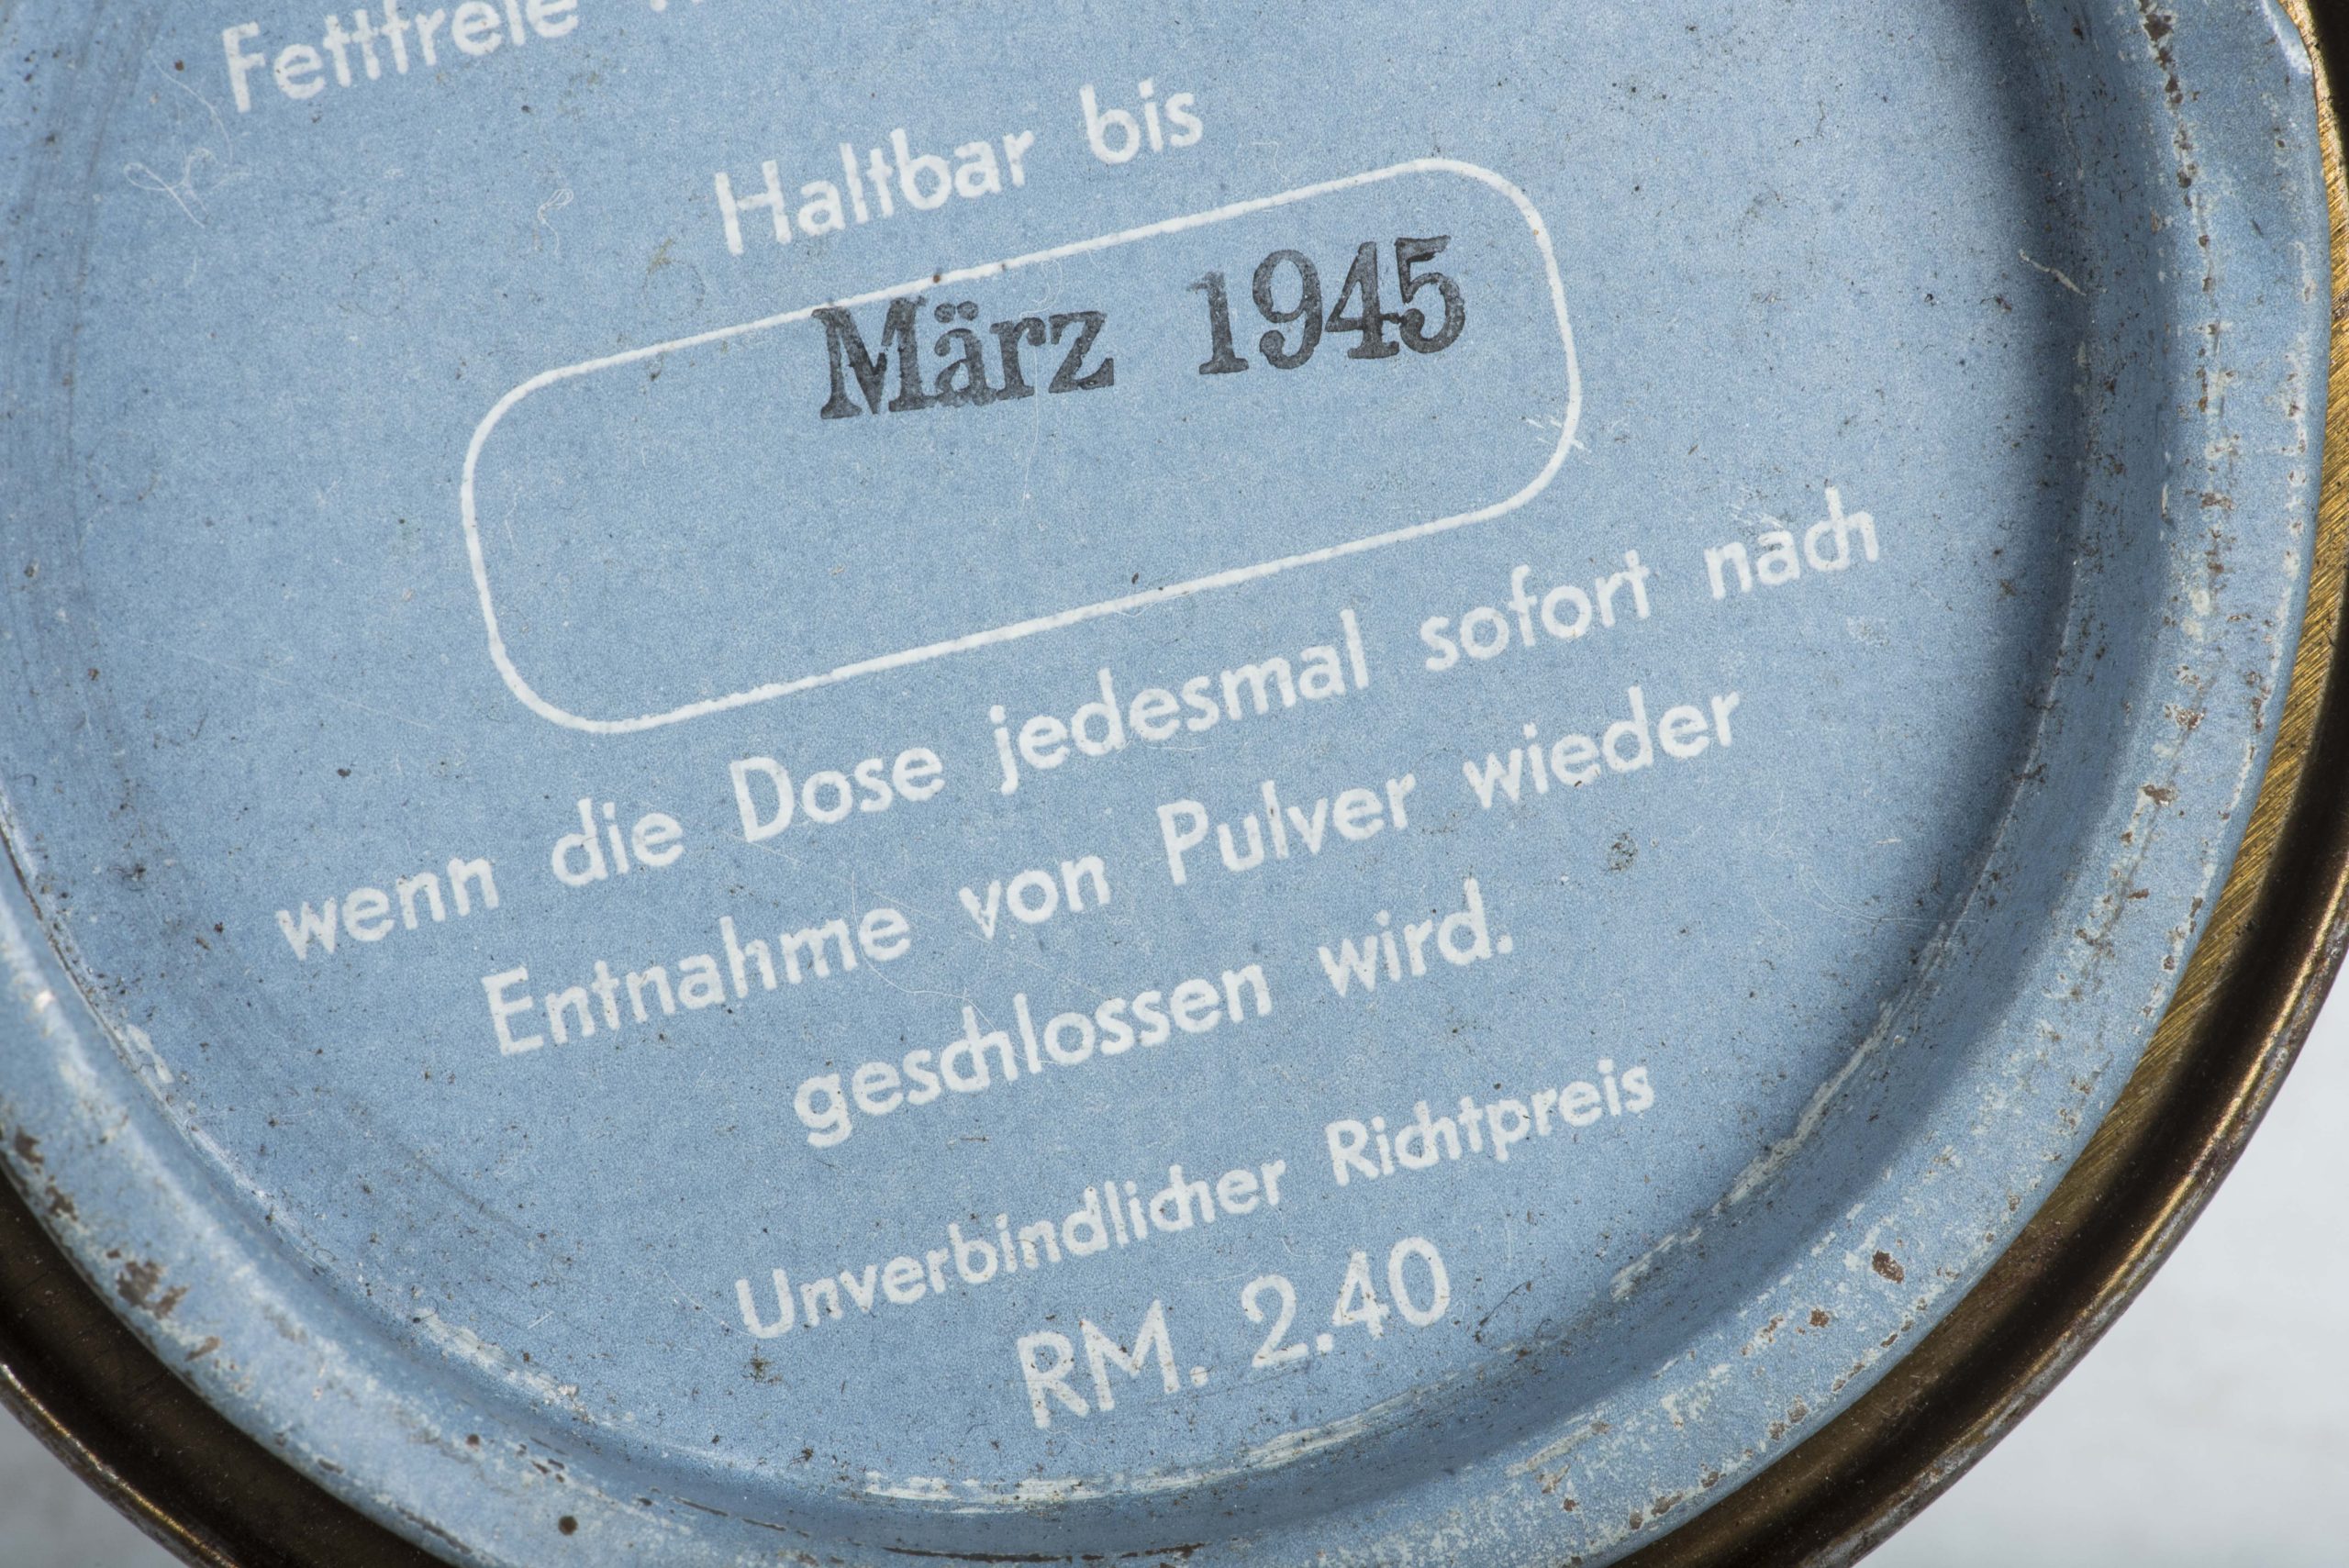 Fettfreie
Haltbar bis
März 1945
wenn die Dose jedesmal sofort nach
Entnahme von Pulver wieder
geschlossen wird.
Unverbindlicher Richtpreis
RM. 2.40